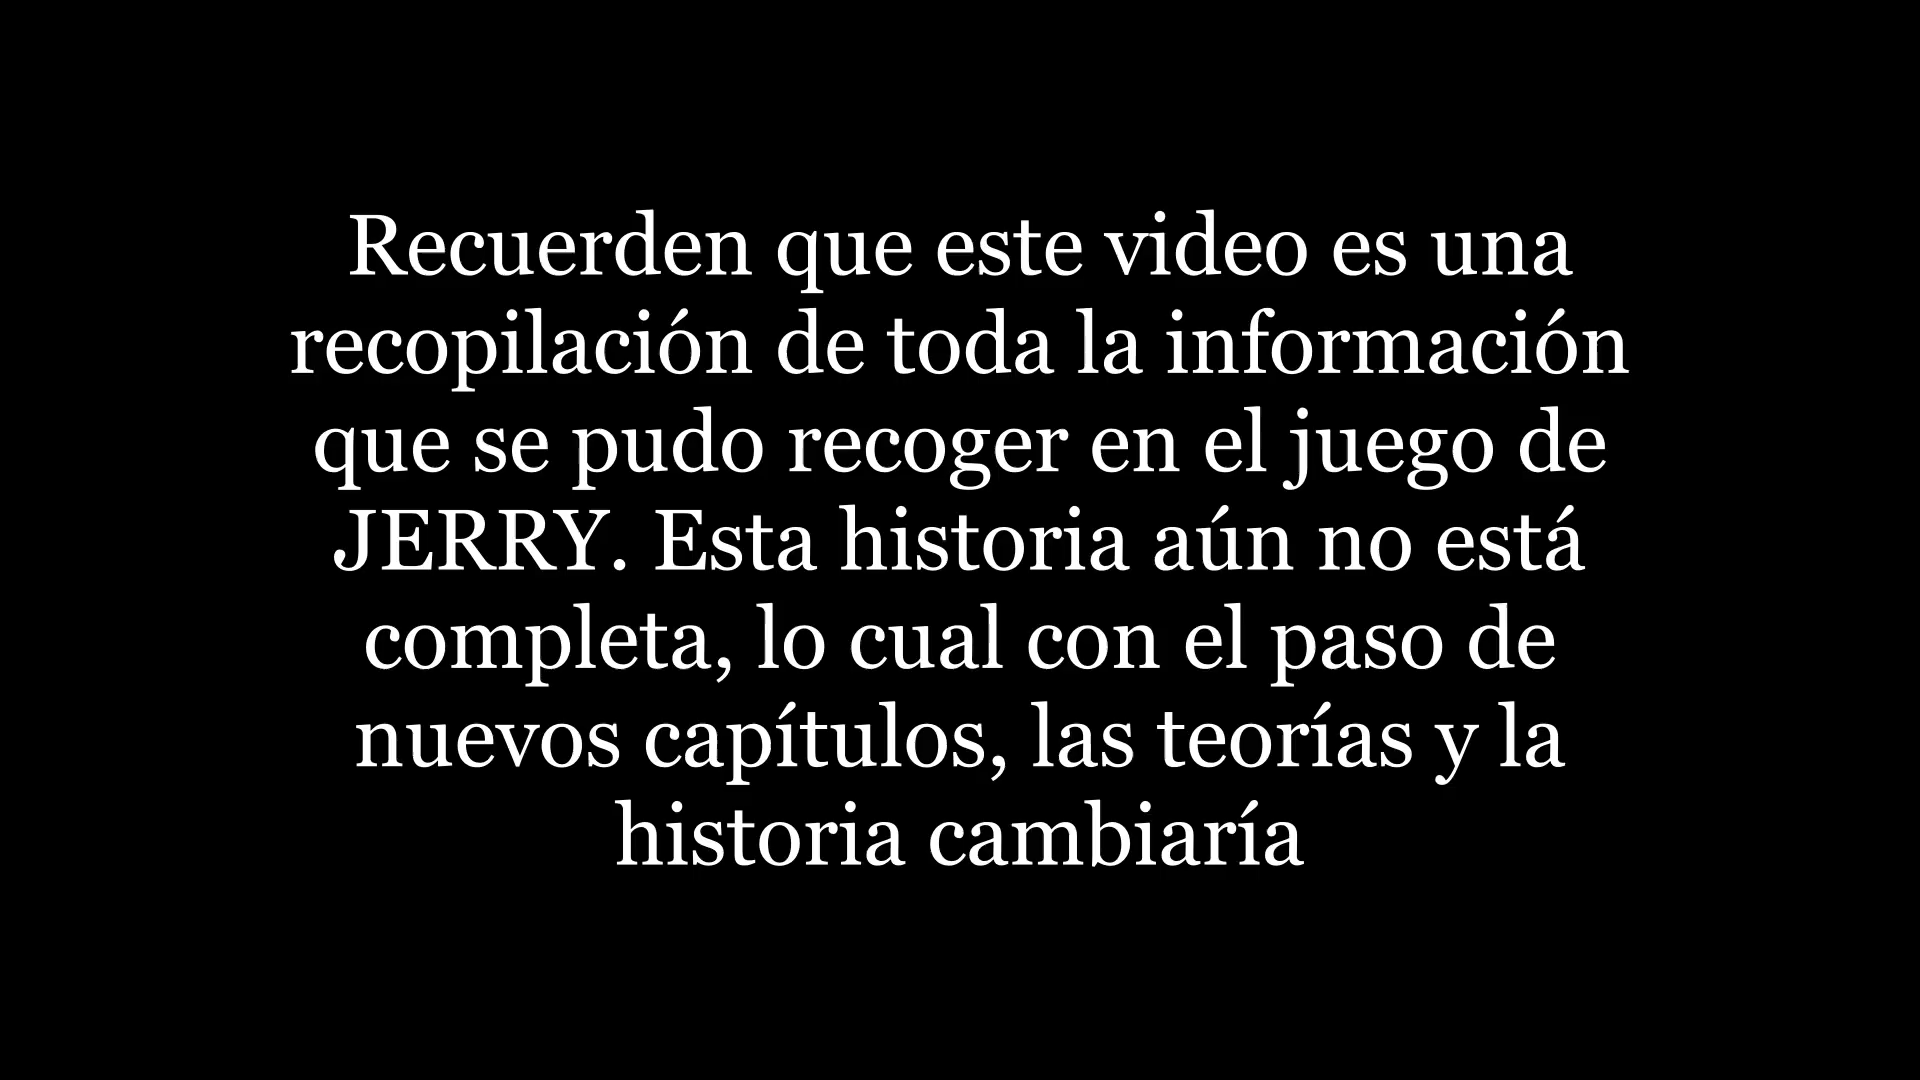 Recuerden que este video es una
recopilación de toda la información
que se pudo recoger en el juego de
JERRY. Esta historia aún no está
completa, lo cual con el paso de
nuevos capítulos, las teorías y la
historia cambiaría